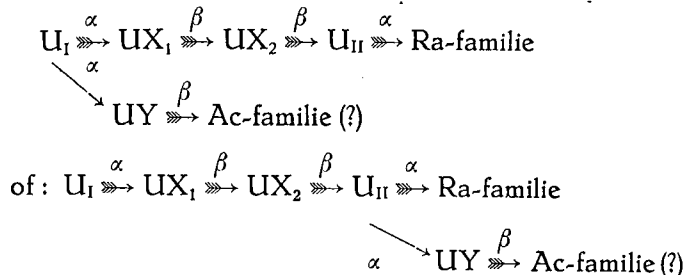 α β β α
U_I ⤐ UX₁ ⤐ UX₂ ⤐ U_II ⤐ Ra-familie
α β
UY ⤐ Ac-familie (?)
α β β α
of: U_I ⤐ UX₁ ⤐ UX₂ ⤐ U_II ⤐ Ra-familie
α β
UY ⤐ Ac-familie (?)